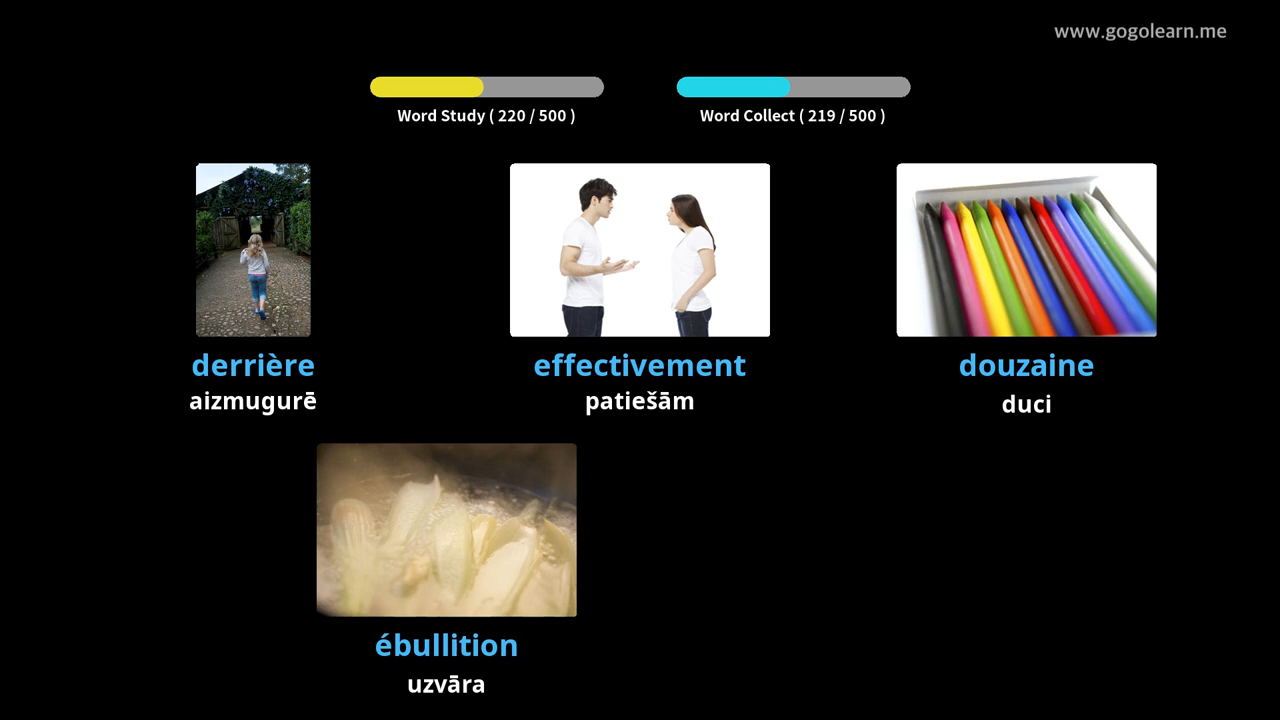 www.gogolearn.me
Word Study ( 220 / 500 )
Word Collect ( 219 / 500 )
derrière
aizmugurē
effectivement
patiešām
douzaine
duci
ébullition
uzvāra